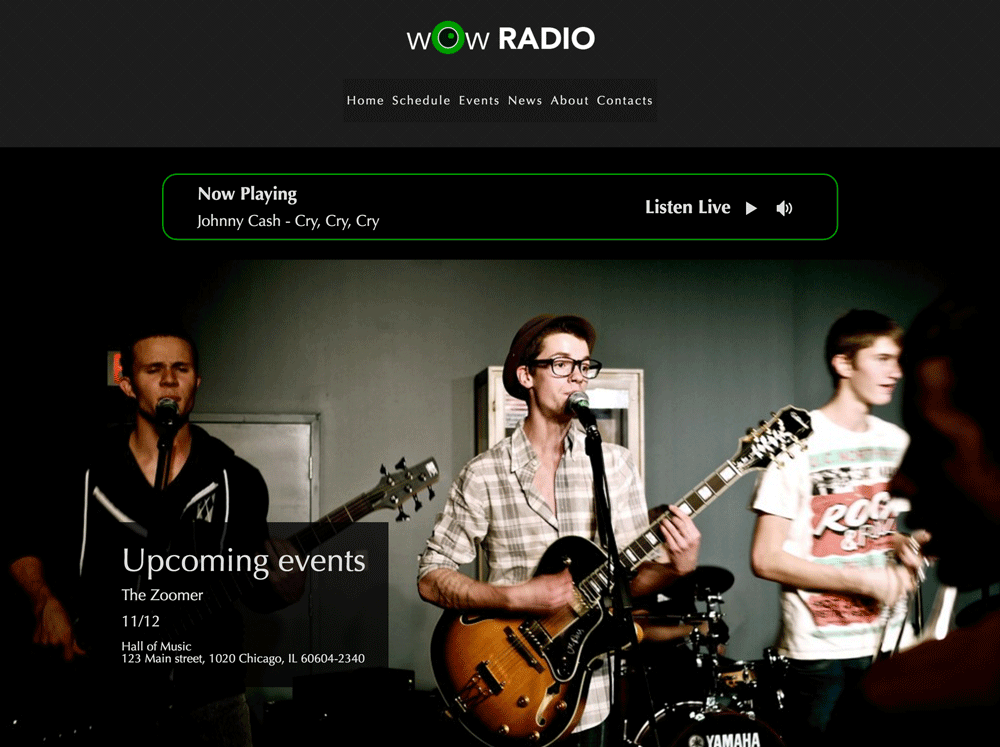 wOw RADIO
Home Schedule Events News About Contacts
Now Playing
Johnny Cash - Cry, Cry, Cry
Listen Live
Upcoming events
The Zoomer
11/12
Hall of Music
123 Main street, 1020 Chicago, IL 60604-2340
ROCK
& ROLL
YAMAHA